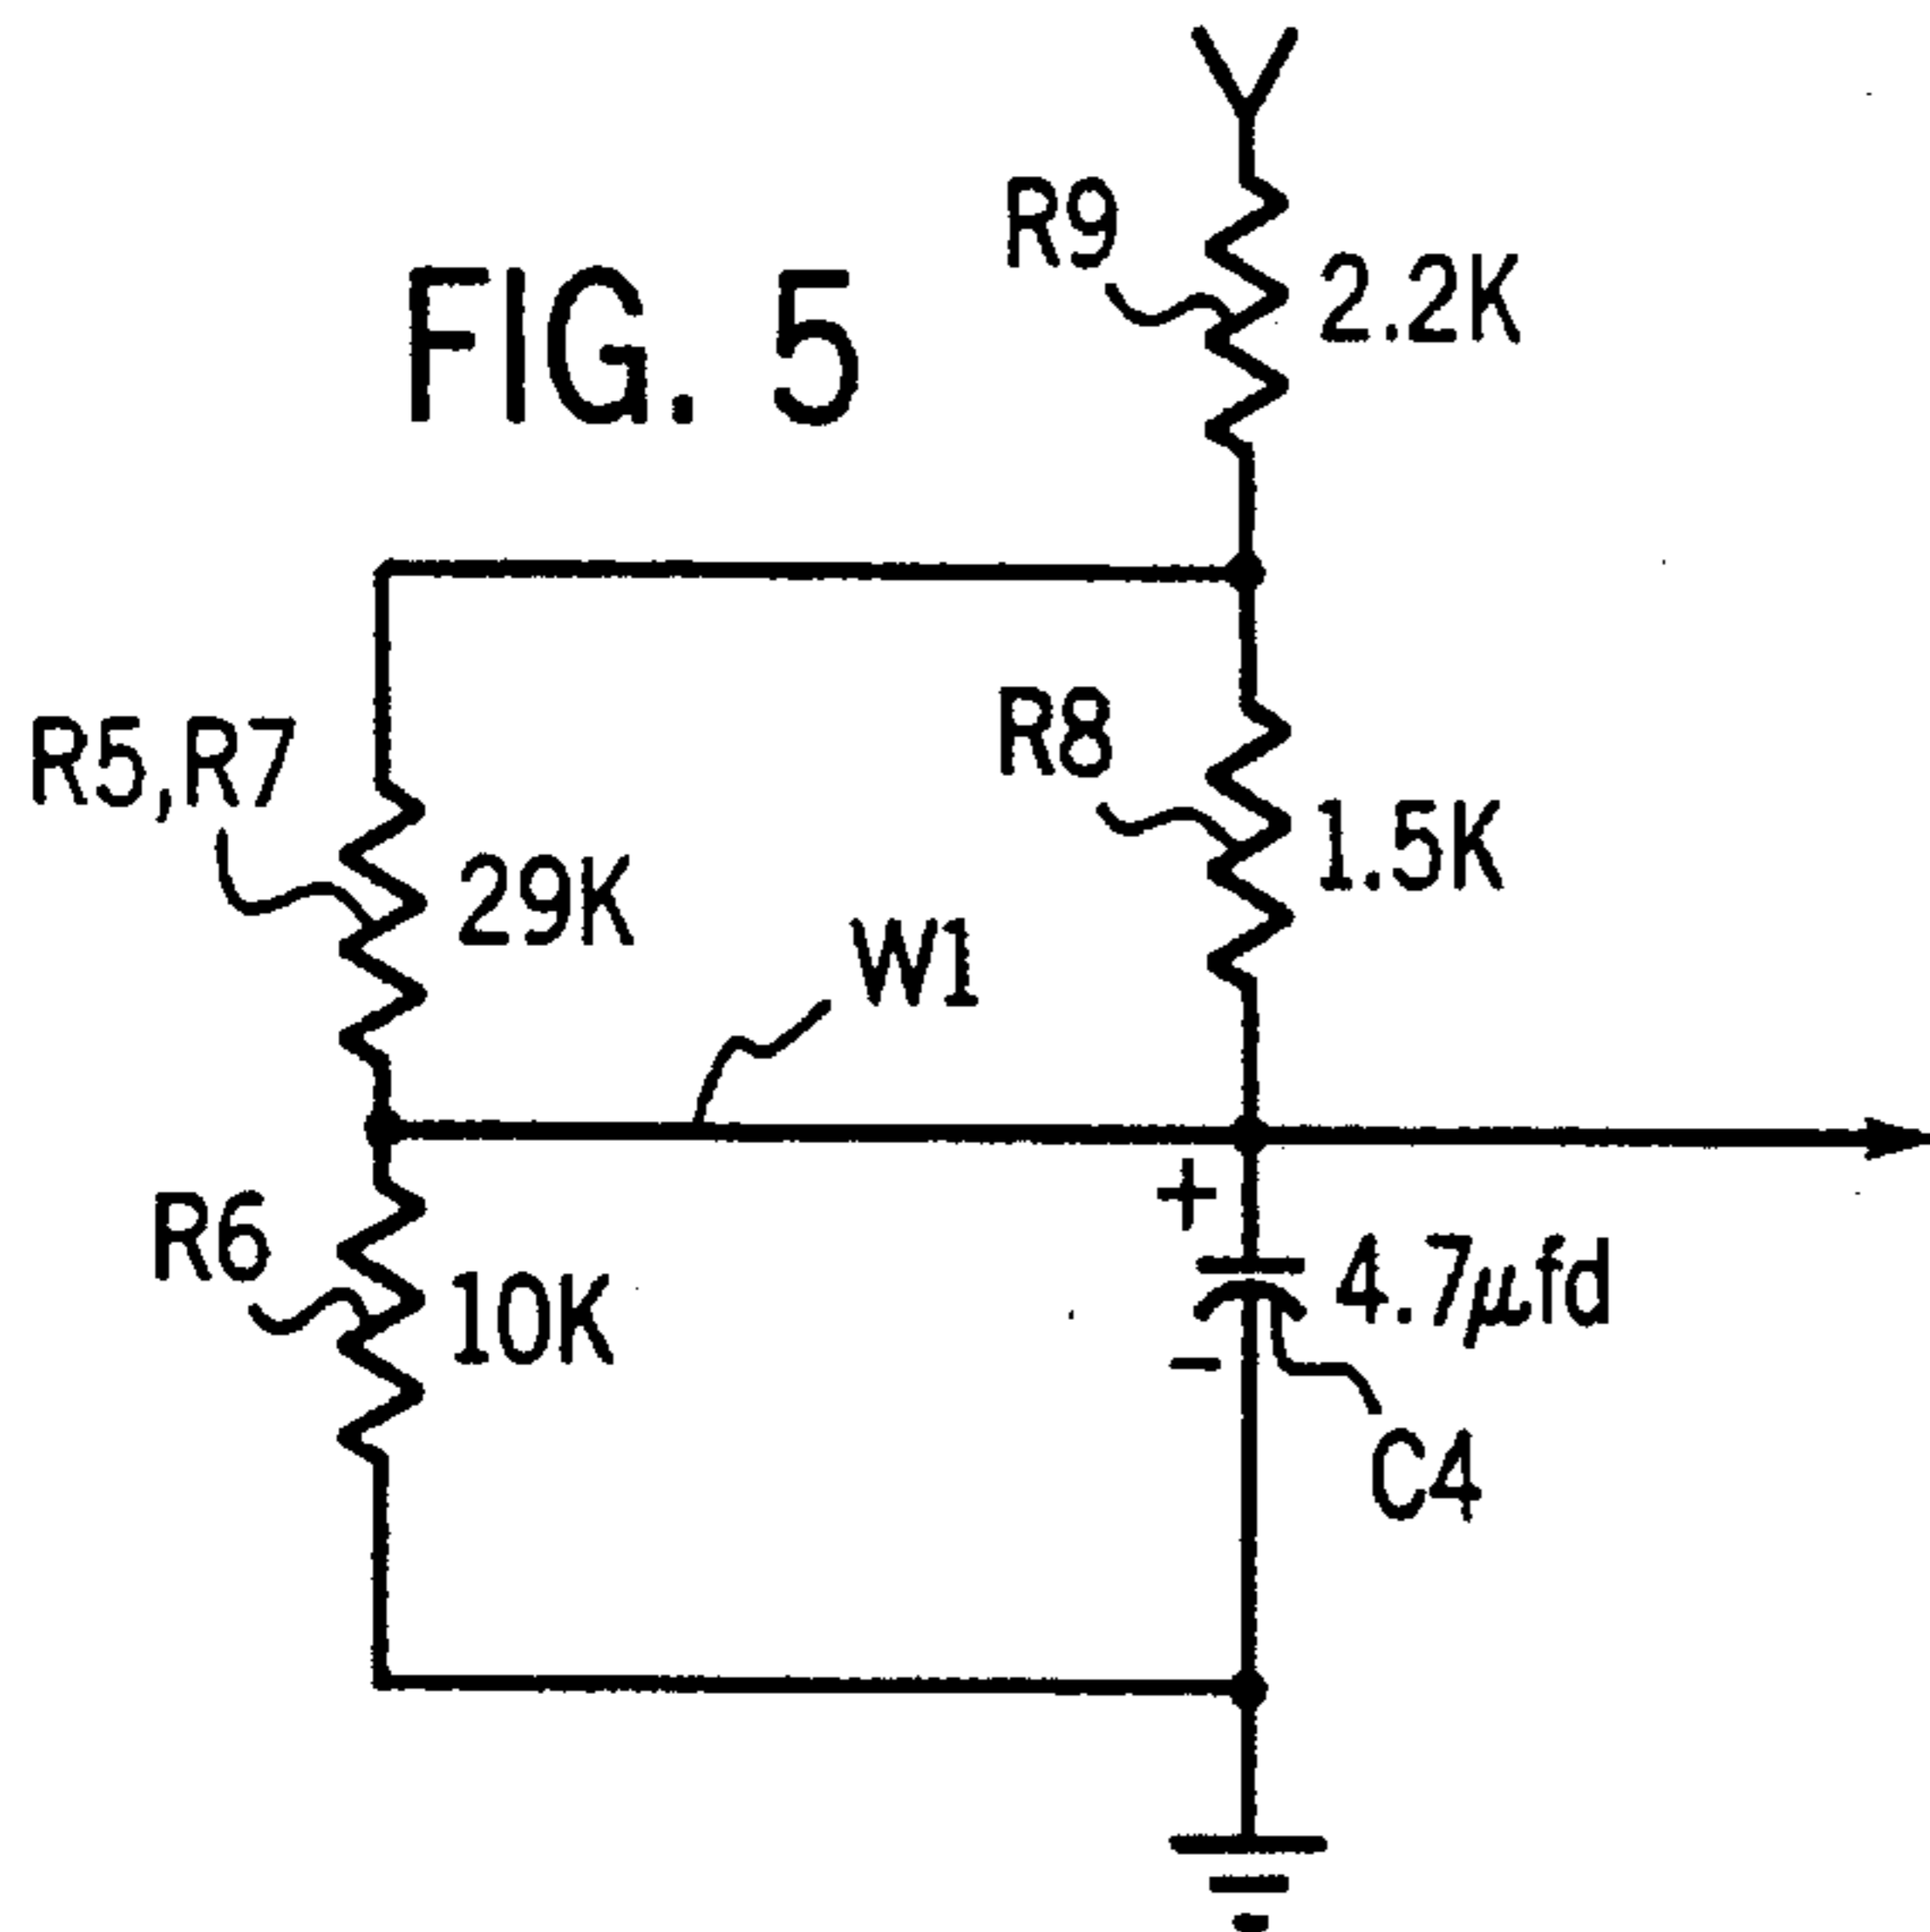 FIG. 5
R9
2.2K
R5,R7
29K
R8
1.5K
W1
R6
10K
+
4.7μfd
-
C4